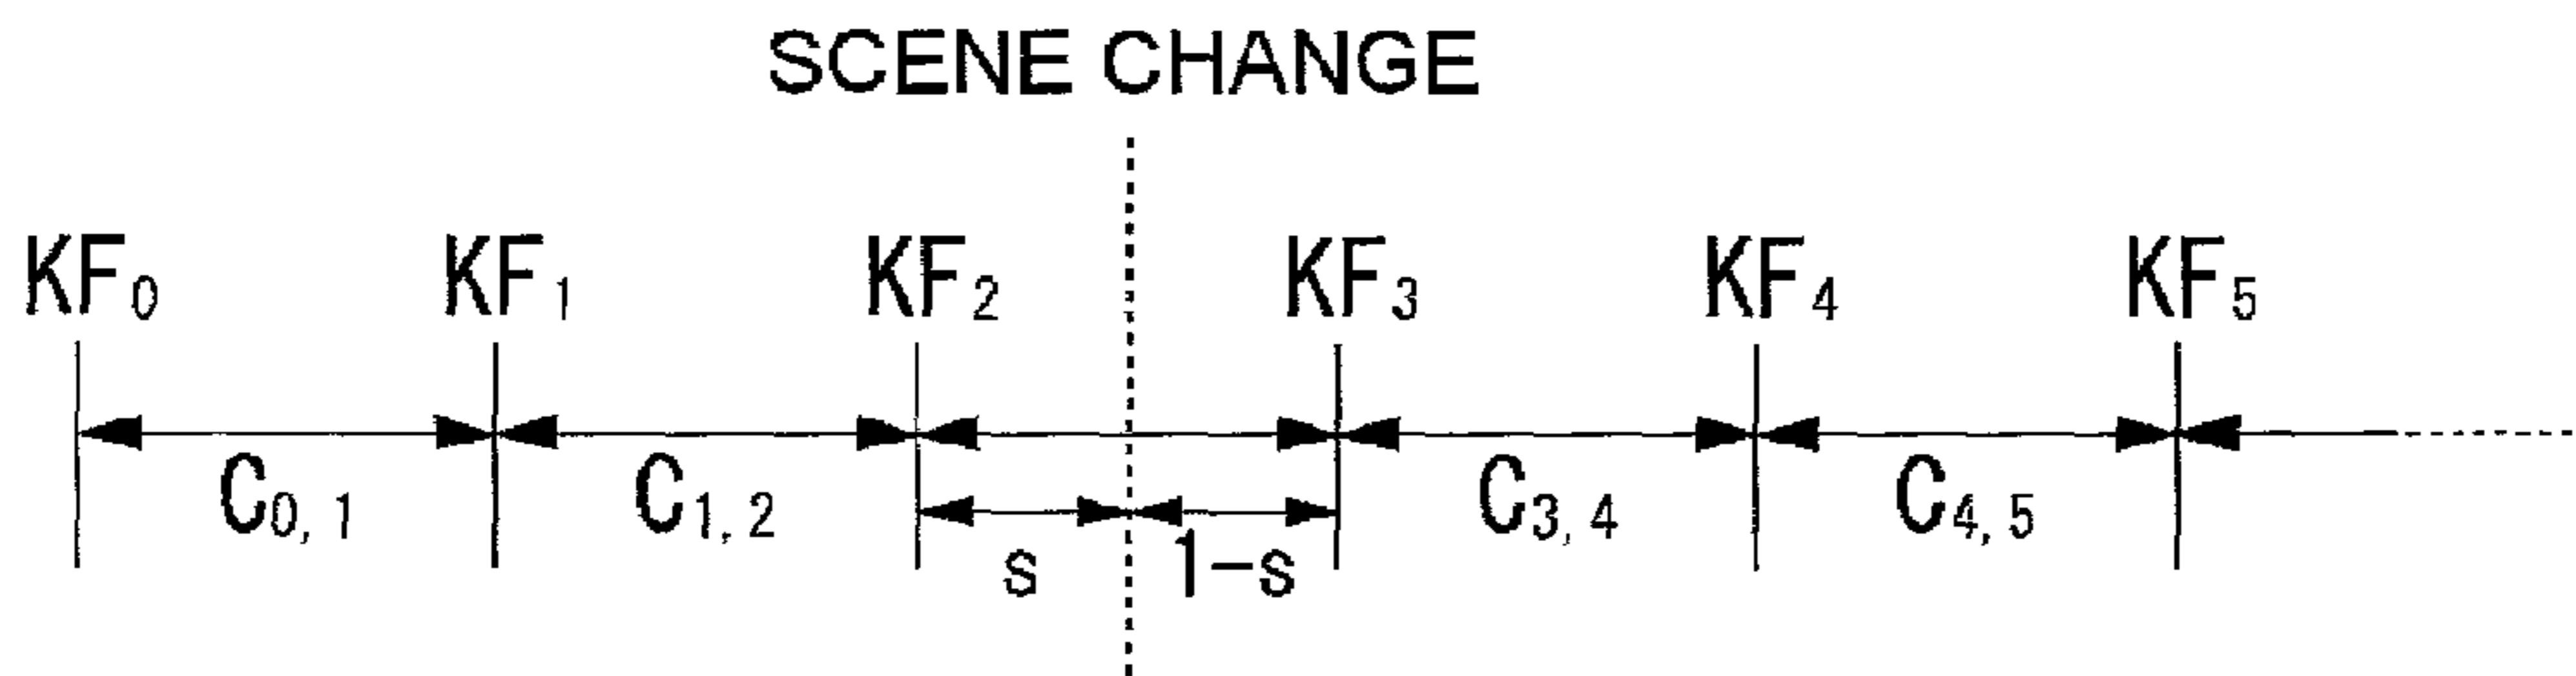 SCENE CHANGE
KF0 KF1 KF2 KF3 KF4 KF5
C0,1 C1,2 C3,4 C4,5
s 1-s